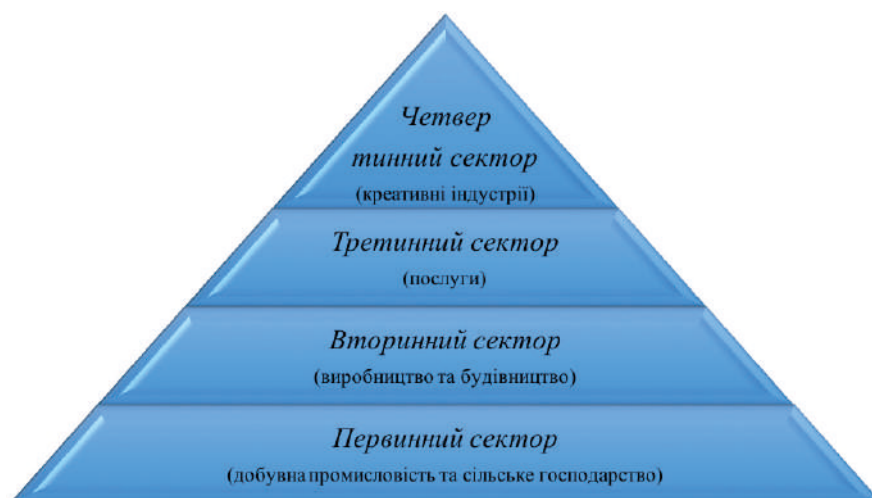 Четвер
тинний сектор
(креативні індустрії)
Третинний сектор
(послуги)
Вторинний сектор
(виробництво та будівництво)
Первинний сектор
(добувна промисловість та сільське господарство)